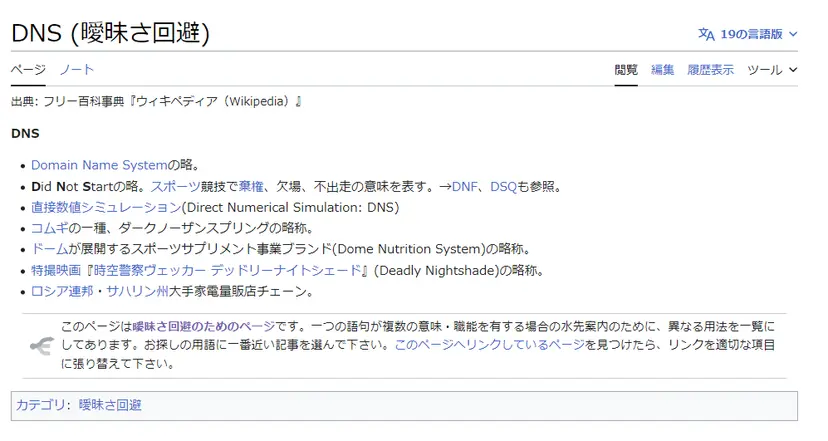 DNS (曖昧さ回避)
19の言語版
ページ ノート 閲覧 編集 履歴表示 ツール
出典: フリー百科事典『ウィキペディア（Wikipedia）』
DNS
Domain Name Systemの略。
Did Not Startの略。スポーツ競技で棄権、欠場、不出走の意味を表す。→DNF、DSQも参照。
直接数値シミュレーション(Direct Numerical Simulation: DNS)
コムギの一種、ダークノーザンスプリングの略称。
ドームが展開するスポーツサプリメント事業ブランド(Dome Nutrition System)の略称。
特撮映画『時空警察ヴェッカー デッドリーナイトシェード』(Deadly Nightshade)の略称。
ロシア連邦・サハリン州大手家電量販店チェーン。
このページは曖昧さ回避のためのページです。一つの語句が複数の意味・職能を有する場合の水先案内のために、異なる用法を一覧に
してあります。お探しの用語に一番近い記事を選んで下さい。このページへリンクしているページを見つけたら、リンクを適切な項目
に張り替えて下さい。
カテゴリ: 曖昧さ回避